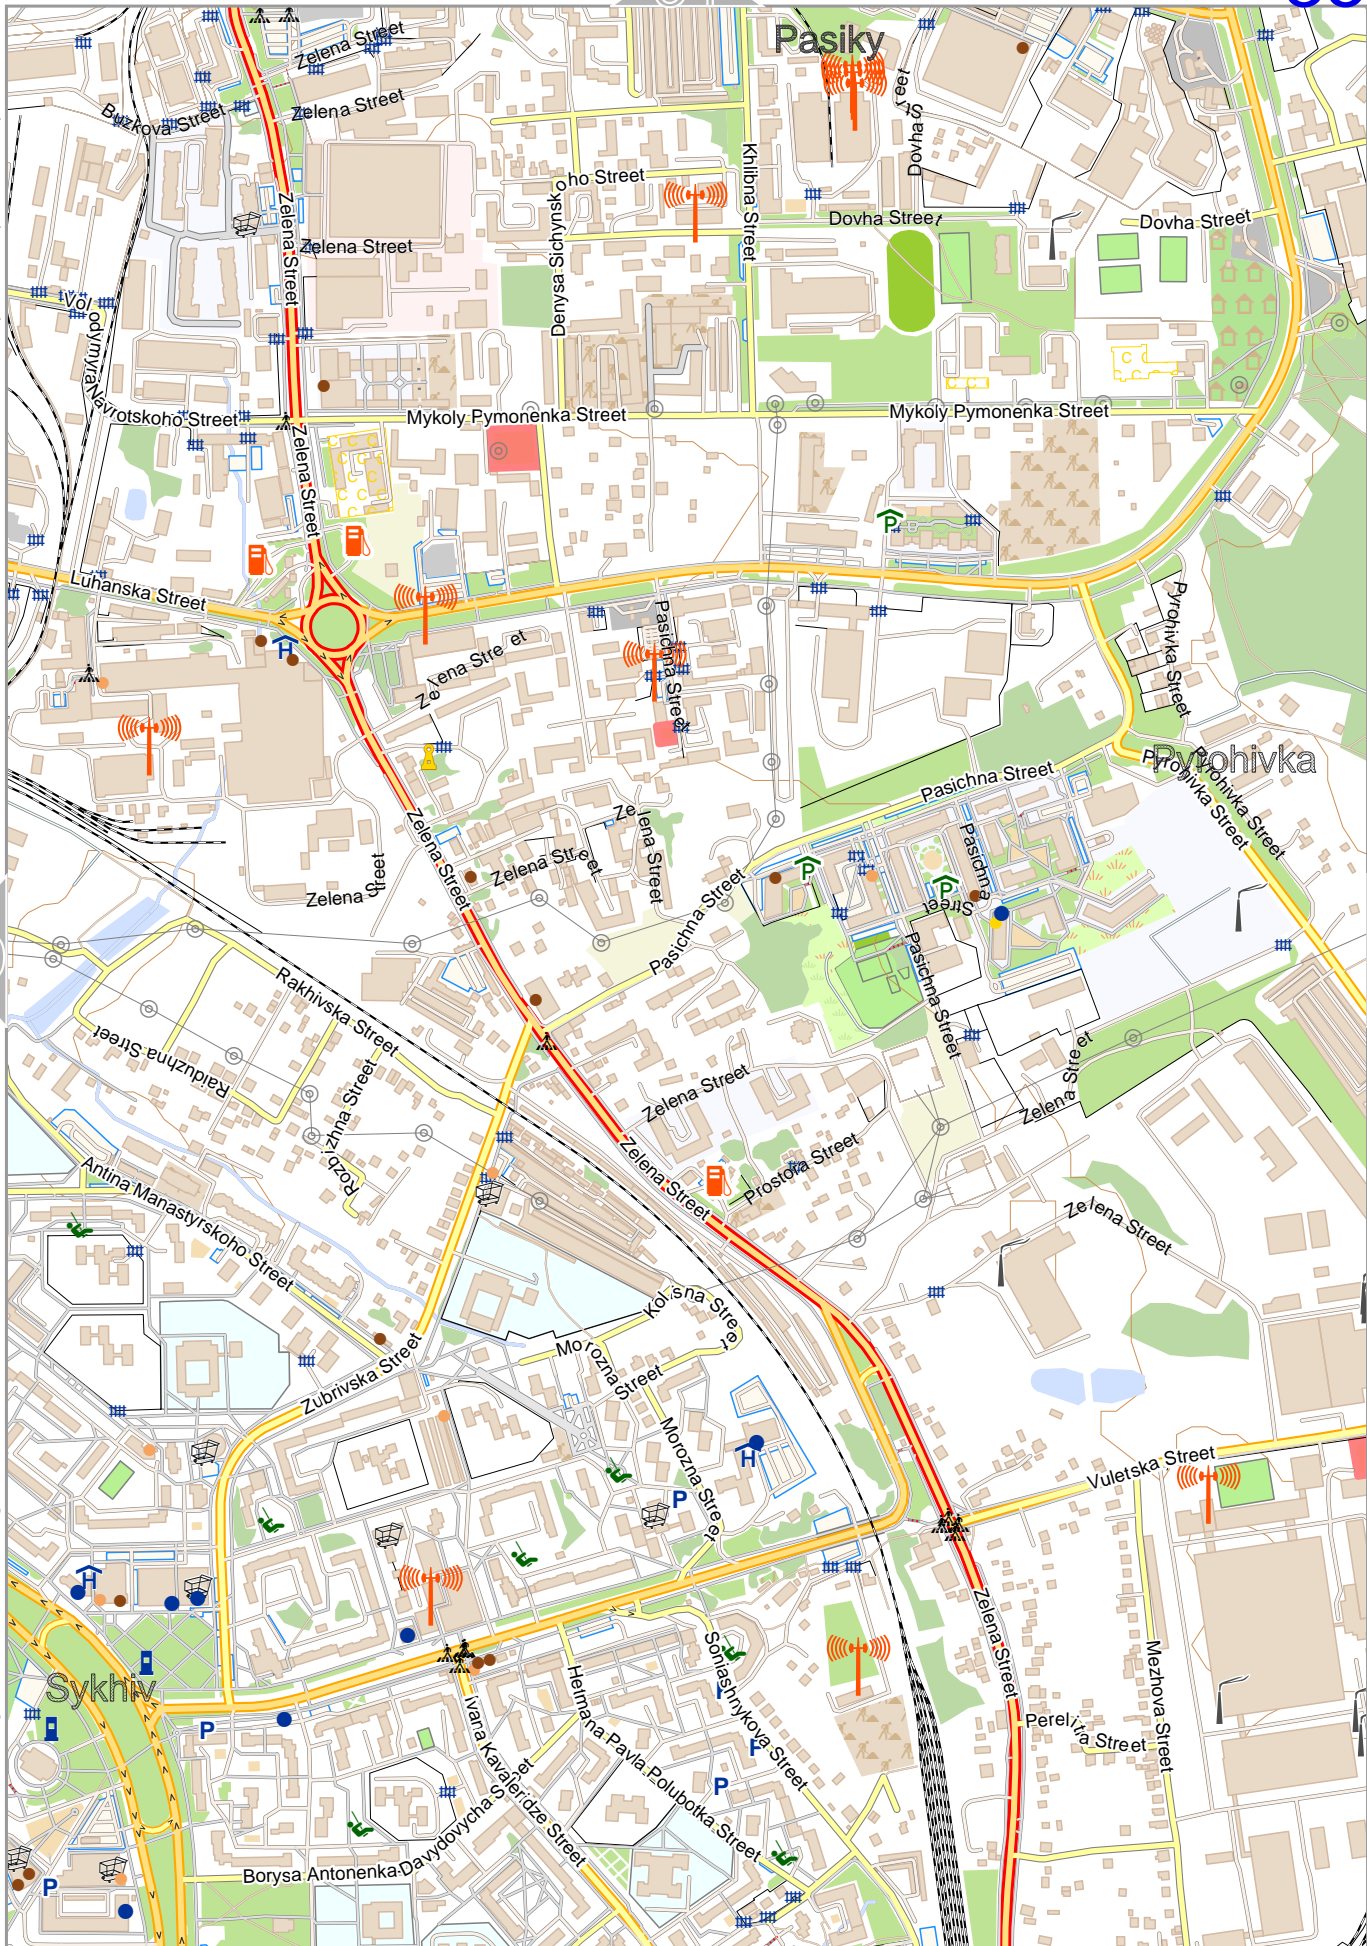 Pasiky
Zelena Street
Zelena Street
Buzkova Street
Zelena Street
Zelena Street
Denysa Sichynskoho Street
Khlibna Street
Dovha Street
Dovha Street
Dovha Street
Volodymyra Navrotskoho Street
Mykoly Pymonenka Street
Mykoly Pymonenka Street
Zelena Street
Luhanska Street
H
P
Zelena Street
Pasichna Street
Pyrohivka Street
Pyrohivka
Pyrohivka Street
Pyrohivka Street
Pasichna Street
Pasichna Street
Zelena Street
Zelena Street
Zelena Street
Zelena Street
P
P
Pasichna Street
Pasichna Street
Rakhivska Street
Raiduzhna Street
Rozbizhna Street
Zelena Street
Zelena Street
Zelena Street
Prostora Street
Zelena Street
Antina Manastyrskoho Street
Kolisna Street
Morozna Street
Zubrivska Street
Morozna Street
H
P
Vuletska Street
H
Zelena Street
Mezhova Street
Perelitna Street
Sykhiv
P
Soniashnykova Street
P
P
P
Hetmana Pavla Polubotka Street
Ivana Kavaleridze Street
Borysa Antonenka-Davydovycha Street
P